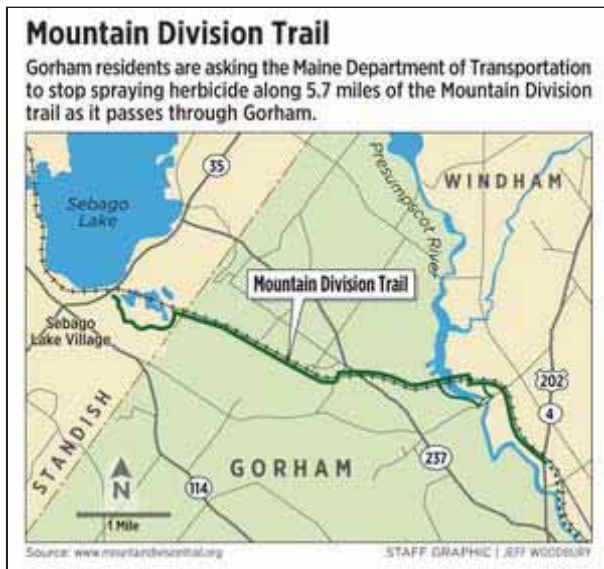 Mountain Division Trail
Gorham residents are asking the Maine Department of Transportation
to stop spraying herbicide along 5.7 miles of the Mountain Division
trail as it passes through Gorham.
35
WINDHAM
Sebago
Lake
Presumpscot River
Mountain Division Trail
Sebago
Lake Village
202
4
STANDISH
GORHAM
237
114
N
1 Mile
Source: www.mountaindivisiontrail.org
STAFF GRAPHIC | JEFF WOODBURY